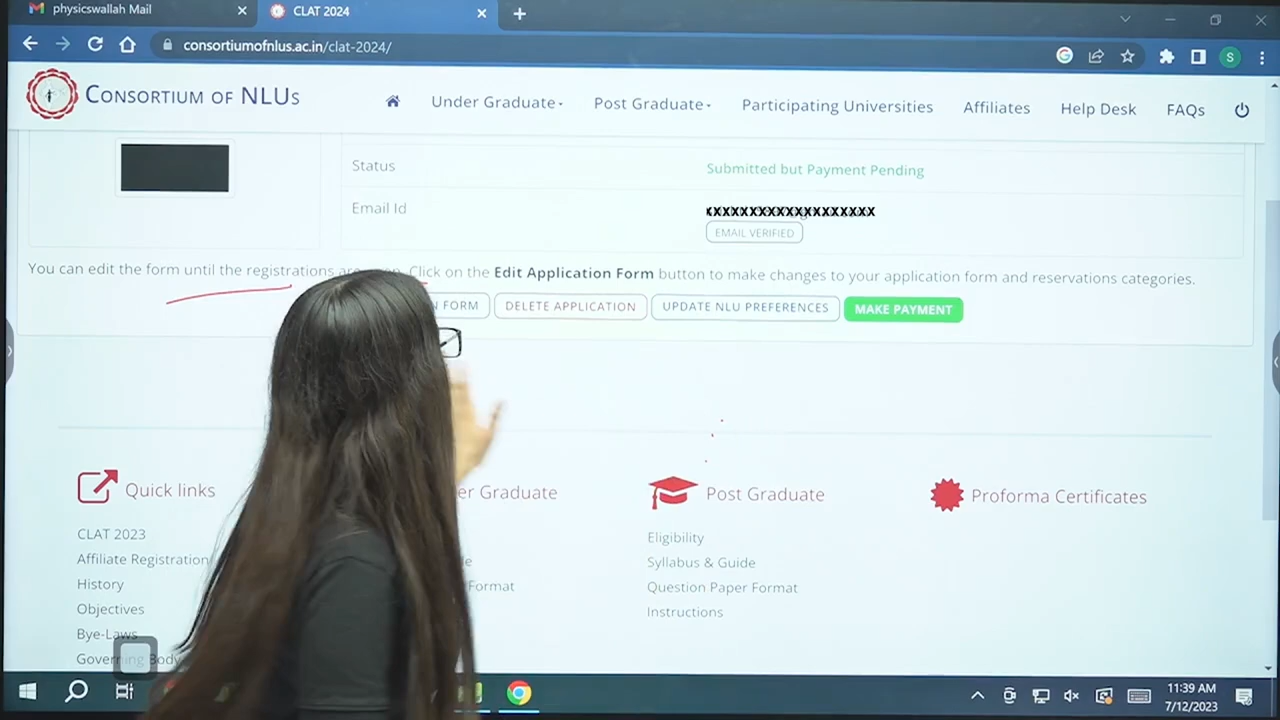 physicswallah Mail
CLAT 2024
consortiumofnlus.ac.in/clat-2024/
S
CONSORTIUM OF NLUS
Under Graduate
Post Graduate
Participating Universities
Affiliates
Help Desk
FAQs
Status
Submitted but Payment Pending
Email Id
XXXXXXXXXXXXXXXXXXX
EMAIL VERIFIED
You can edit the form until the registrations are Click on the Edit Application Form button to make changes to your application form and reservations categories.
FORM
DELETE APPLICATION
UPDATE NLU PREFERENCES
MAKE PAYMENT
Quick links
Graduate
Post Graduate
Proforma Certificates
CLAT 2023
Affiliate Registration
History
Objectives
Bye-Laws
Governing Body
Format
Eligibility
Syllabus & Guide
Question Paper Format
Instructions
11:39 AM
7/12/2023